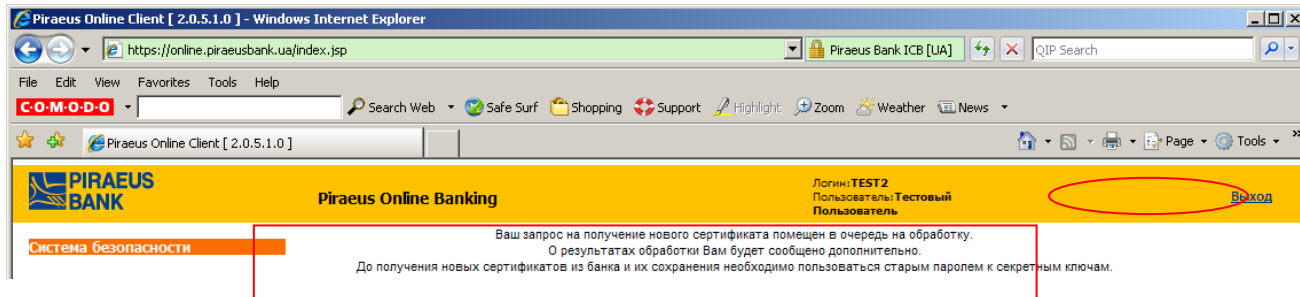 Piraeus Online Client [ 2.0.5.1.0 ] - Windows Internet Explorer
https://online.piraeusbank.ua/index.jsp
Piraeus Bank ICB [UA]
QIP Search
File Edit View Favorites Tools Help
C·O·M·O·D·O Search Web Safe Surf Shopping Support Highlight Zoom Weather News
Piraeus Online Client [ 2.0.5.1.0 ] Page Tools »
PIRAEUS
BANK
Piraeus Online Banking
Логин:TEST2
Пользователь:Тестовый
Пользователь
Выход
Система безопасности
Ваш запрос на получение нового сертификата помещен в очередь на обработку.
О результатах обработки Вам будет сообщено дополнительно.
До получения новых сертификатов из банка и их сохранения необходимо пользоваться старым паролем к секретным ключам.